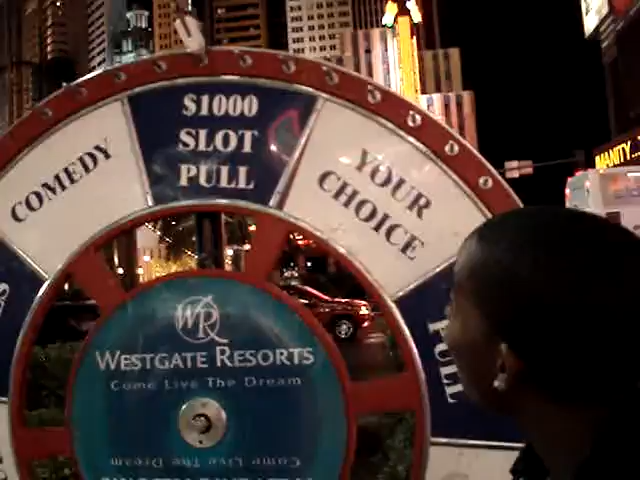 $1000
SLOT
PULL
COMEDY
YOUR
CHOICE
PULL
WR
WESTGATE RESORTS
Come Live The Dream
Come Live The Dream
MANITY...